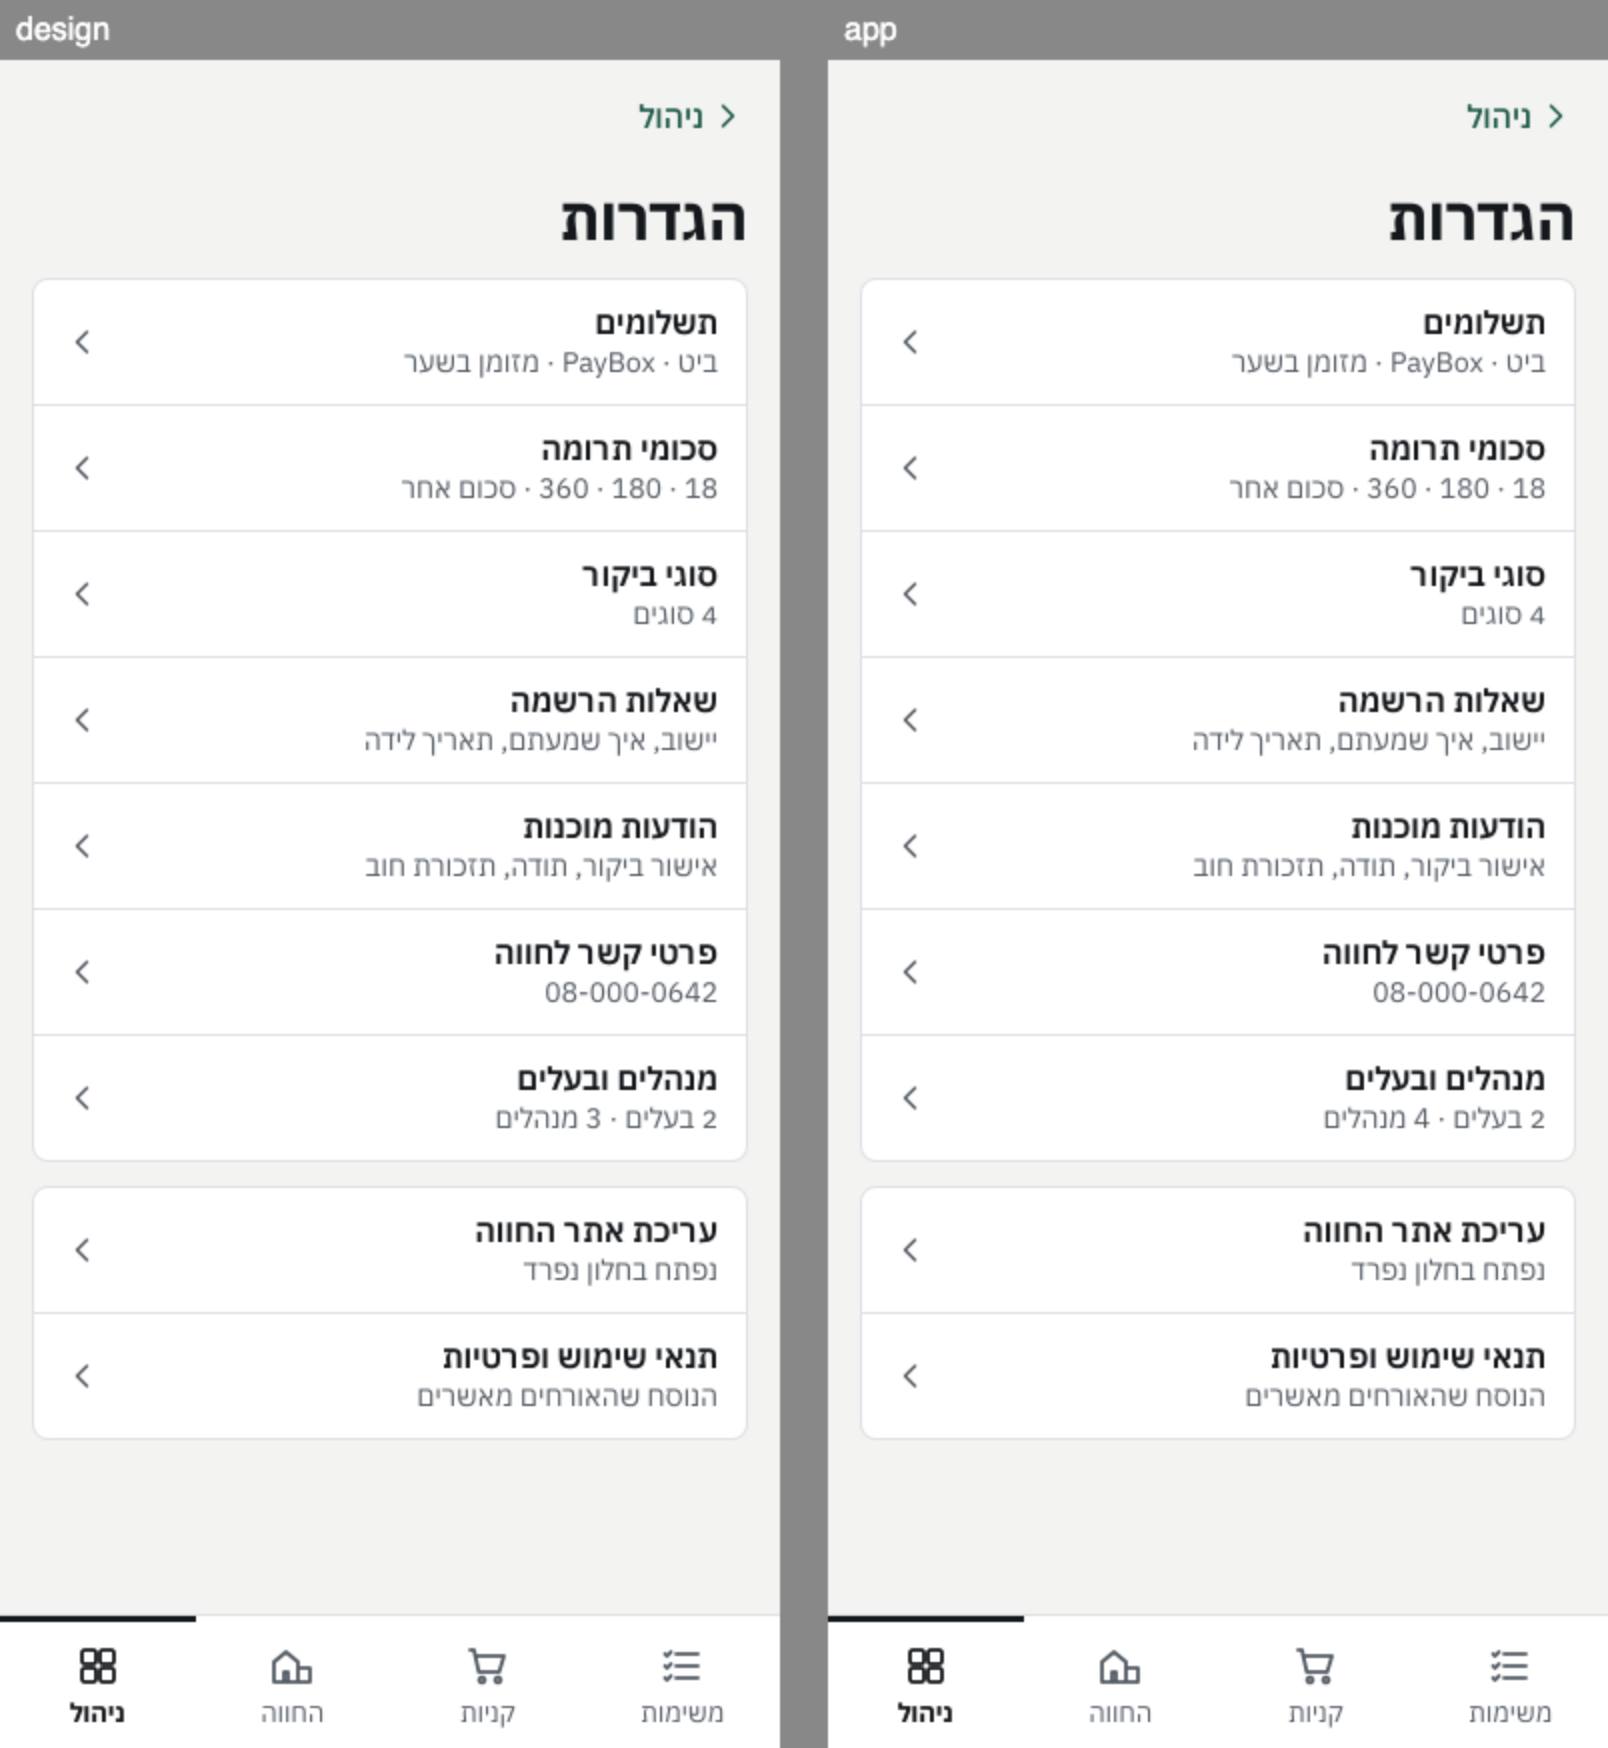 design
ניהול
הגדרות
תשלומים
ביט · PayBox · מזומן בשער
סכומי תרומה
18 · 180 · 360 · סכום אחר
סוגי ביקור
4 סוגים
שאלות הרשמה
יישוב, איך שמעתם, תאריך לידה
הודעות מוכנות
אישור ביקור, תודה, תזכורת חוב
פרטי קשר לחווה
08-000-0642
מנהלים ובעלים
2 בעלים · 3 מנהלים
עריכת אתר החווה
נפתח בחלון נפרד
תנאי שימוש ופרטיות
הנוסח שהאורחים מאשרים
משימות
קניות
החווה
ניהול
app
ניהול
הגדרות
תשלומים
ביט · PayBox · מזומן בשער
סכומי תרומה
18 · 180 · 360 · סכום אחר
סוגי ביקור
4 סוגים
שאלות הרשמה
יישוב, איך שמעתם, תאריך לידה
הודעות מוכנות
אישור ביקור, תודה, תזכורת חוב
פרטי קשר לחווה
08-000-0642
מנהלים ובעלים
2 בעלים · 4 מנהלים
עריכת אתר החווה
נפתח בחלון נפרד
תנאי שימוש ופרטיות
הנוסח שהאורחים מאשרים
משימות
קניות
החווה
ניהול